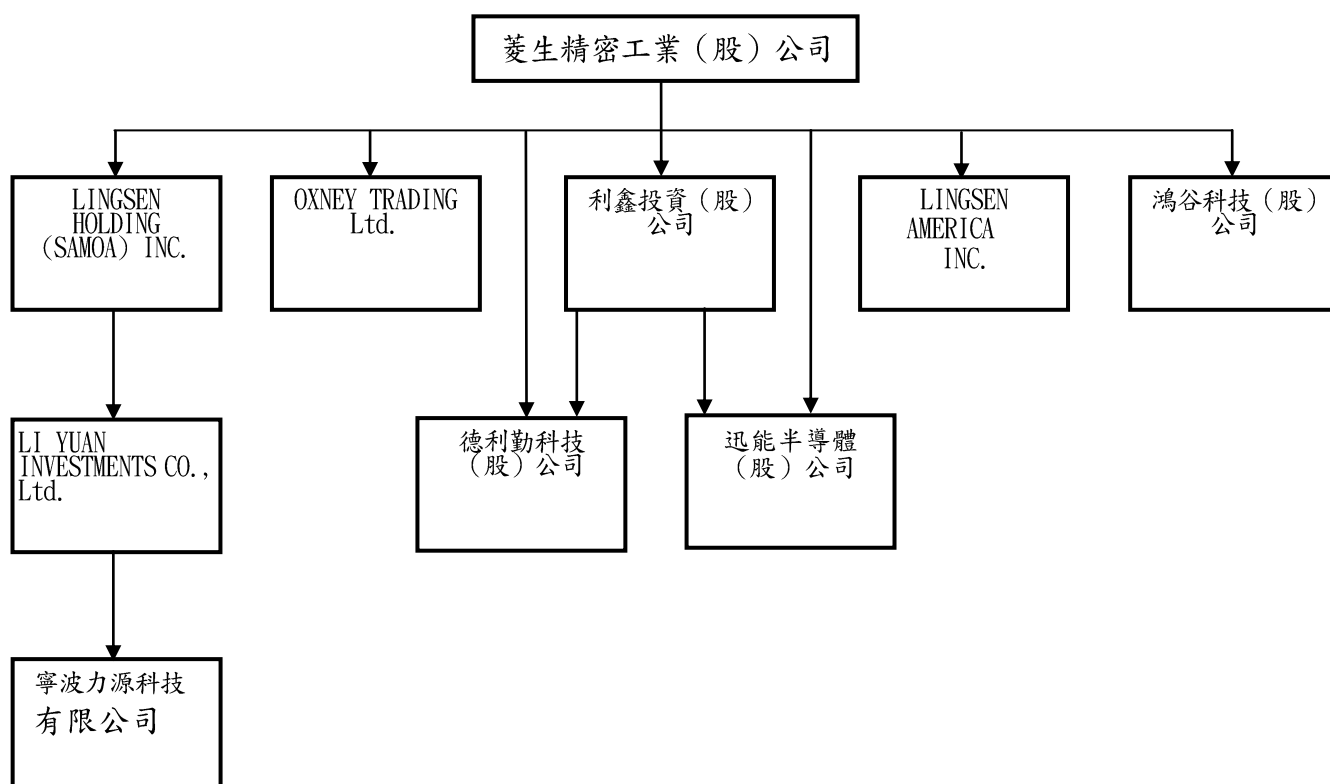 菱生精密工業（股）公司
LINGSEN
HOLDING
(SAMOA) INC.
OXNEY TRADING
Ltd.
利鑫投資（股）
公司
LINGSEN
AMERICA
INC.
鴻谷科技（股）
公司
LI YUAN
INVESTMENTS CO.,
Ltd.
德利勤科技
（股）公司
迅能半導體
（股）公司
寧波力源科技
有限公司